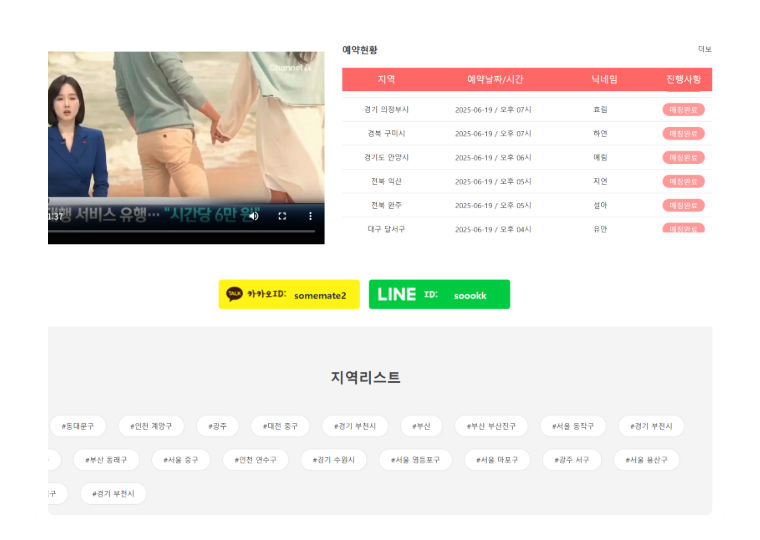 예약현황
더보
Channel A
지역 예약날짜/시간 닉네임 진행사항
경기 의정부시 2025-06-19 / 오후 07시 효림 매칭완료
경북 구미시 2025-06-19 / 오후 07시 하연 매칭완료
경기도 안양시 2025-06-19 / 오후 06시 예림 매칭완료
전북 익산 2025-06-19 / 오후 05시 지연 매칭완료
전북 완주 2025-06-19 / 오후 05시 설아 매칭완료
대구 달서구 2025-06-19 / 오후 04시 유안 매칭완료
대행 서비스 유행… "시간당 6만 원"
1:37
TALK 카카오ID: somemate2
LINE ID: soookk
지역리스트
#동대문구 #인천 계양구 #광주 #대전 중구 #경기 부천시 #부산 #부산 부산진구 #서울 동작구 #경기 부천시
#부산 동래구 #서울 중구 #인천 연수구 #경기 수원시 #서울 영등포구 #서울 마포구 #광주 서구 #서울 용산구
구 #경기 부천시